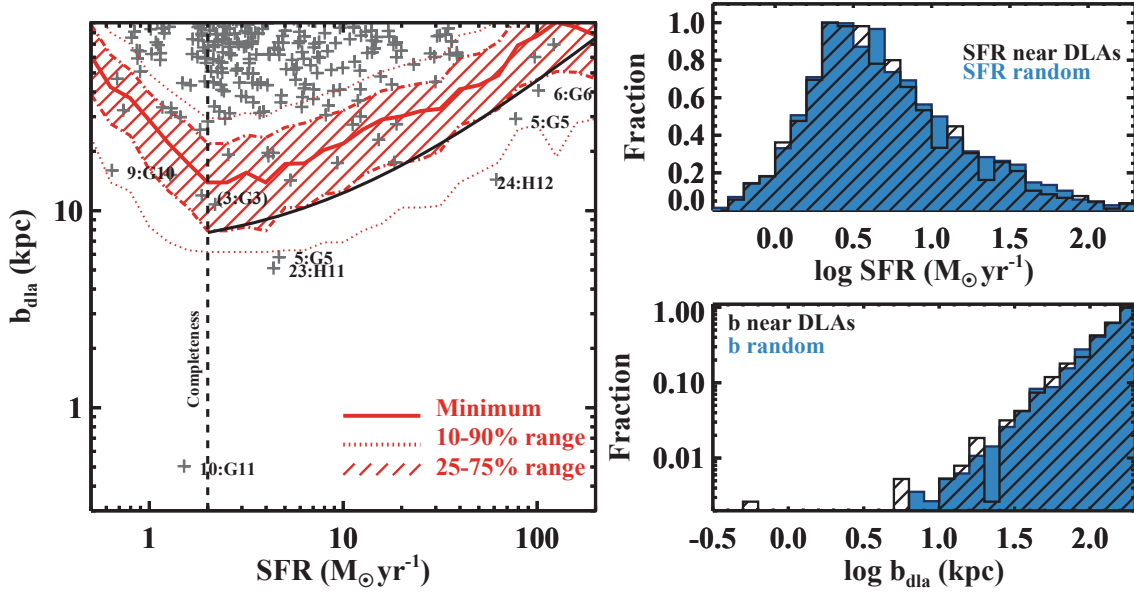 b_dla (kpc)
10
1
1
10
100
SFR (M_⊙ yr^-1)
Completeness
6:G6
5:G5
24:H12
9:G10
(3:G3)
5:G5
23:H11
10:G11
Minimum
10-90% range
25-75% range
Fraction
1.0
0.8
0.6
0.4
0.2
0.0
SFR near DLAs
SFR random
0.0
0.5
1.0
1.5
2.0
log SFR (M_⊙ yr^-1)
Fraction
1.00
0.10
0.01
b near DLAs
b random
-0.5
0.0
0.5
1.0
1.5
2.0
log b_dla (kpc)